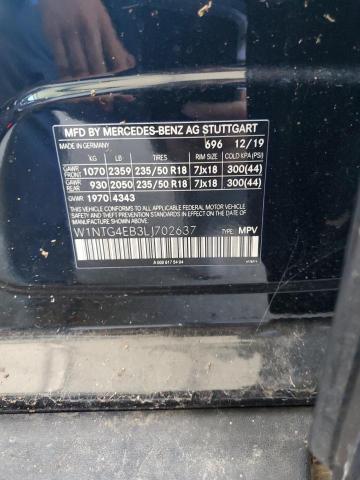 MFD BY MERCEDES-BENZ AG STUTTGART
MADE IN GERMANY 696 12/19
KG LB TIRES RIM SIZE COLD KPA (PSI)
GAWR FRONT 1070 2359 235/50 R18 7Jx18 300(44)
GAWR REAR 930 2050 235/50 R18 7Jx18 300(44)
GVWR 1970 4343
THIS VEHICLE CONFORMS TO ALL APPLICABLE FEDERAL MOTOR
VEHICLE SAFETY AND THEFT PREVENTION STANDARDS IN EFFECT
ON THE DATE OF MANUFACTURE SHOWN ABOVE.
W1NTG4EB3LJ702637 TYPE: MPV